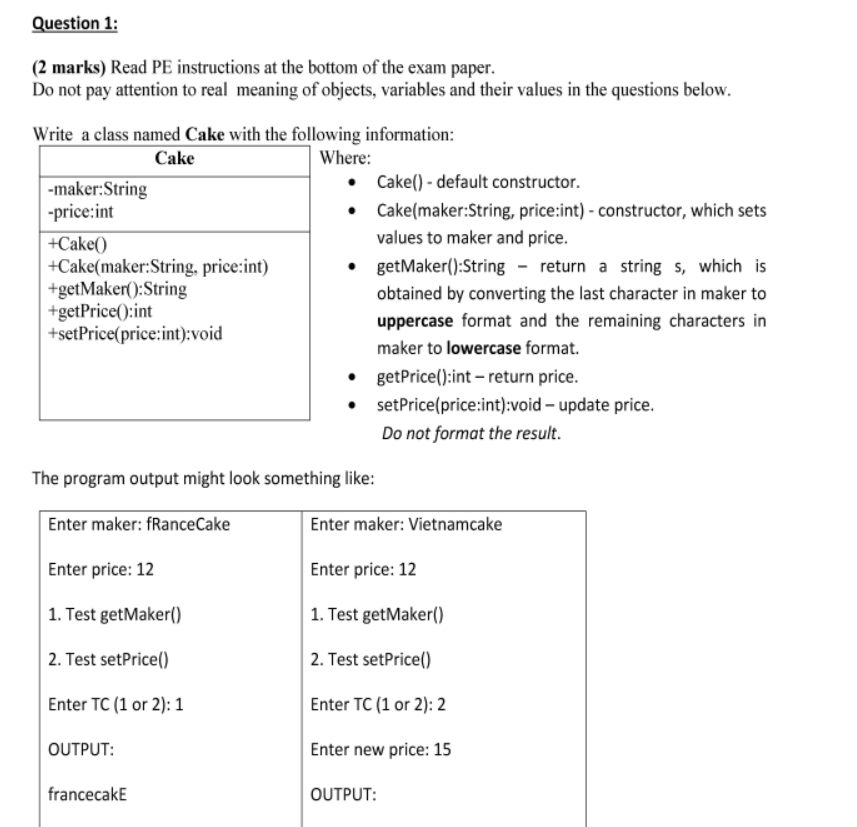 Question 1:
(2 marks) Read PE instructions at the bottom of the exam paper.
Do not pay attention to real meaning of objects, variables and their values in the questions below.
Write a class named Cake with the following information:
Cake
-maker:String
-price:int
+Cake()
+Cake(maker:String, price:int)
+getMaker():String
+getPrice():int
+setPrice(price:int):void
Where:
• Cake() - default constructor.
• Cake(maker:String, price:int) - constructor, which sets
values to maker and price.
• getMaker():String – return a string s, which is
obtained by converting the last character in maker to
uppercase format and the remaining characters in
maker to lowercase format.
• getPrice():int – return price.
• setPrice(price:int):void – update price.
Do not format the result.
The program output might look something like:
Enter maker: fRanceCake
Enter price: 12
1. Test getMaker()
2. Test setPrice()
Enter TC (1 or 2): 1
OUTPUT:
francecakE
Enter maker: Vietnamcake
Enter price: 12
1. Test getMaker()
2. Test setPrice()
Enter TC (1 or 2): 2
Enter new price: 15
OUTPUT: